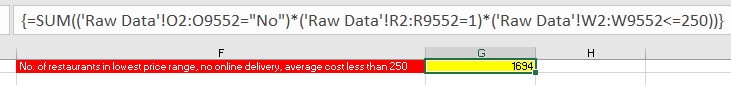 {=SUM(('Raw Data'!O2:O9552="No")*('Raw Data'!R2:R9552=1)*('Raw Data'!W2:W9552<=250))}
F G H
No. of restaurants in lowest price range, no online delivery, average cost less than 250 1694